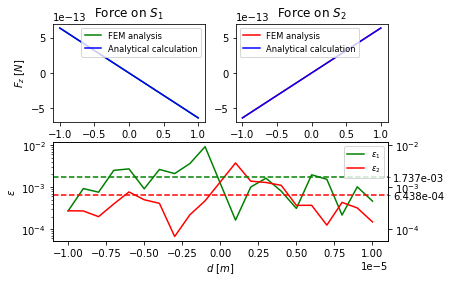 Force on S₁
Force on S₂
1e−13
1e−13
F_z [N]
5
0
−5
5
0
−5
FEM analysis
Analytical calculation
FEM analysis
Analytical calculation
−1.0 −0.5 0.0 0.5 1.0
−1.0 −0.5 0.0 0.5 1.0
ε
10⁻²
10⁻³
10⁻⁴
ε₁
ε₂
10⁻²
1.737e-03
10⁻³
6.438e-04
10⁻⁴
−1.00 −0.75 −0.50 −0.25 0.00 0.25 0.50 0.75 1.00
d [m]
1e−5